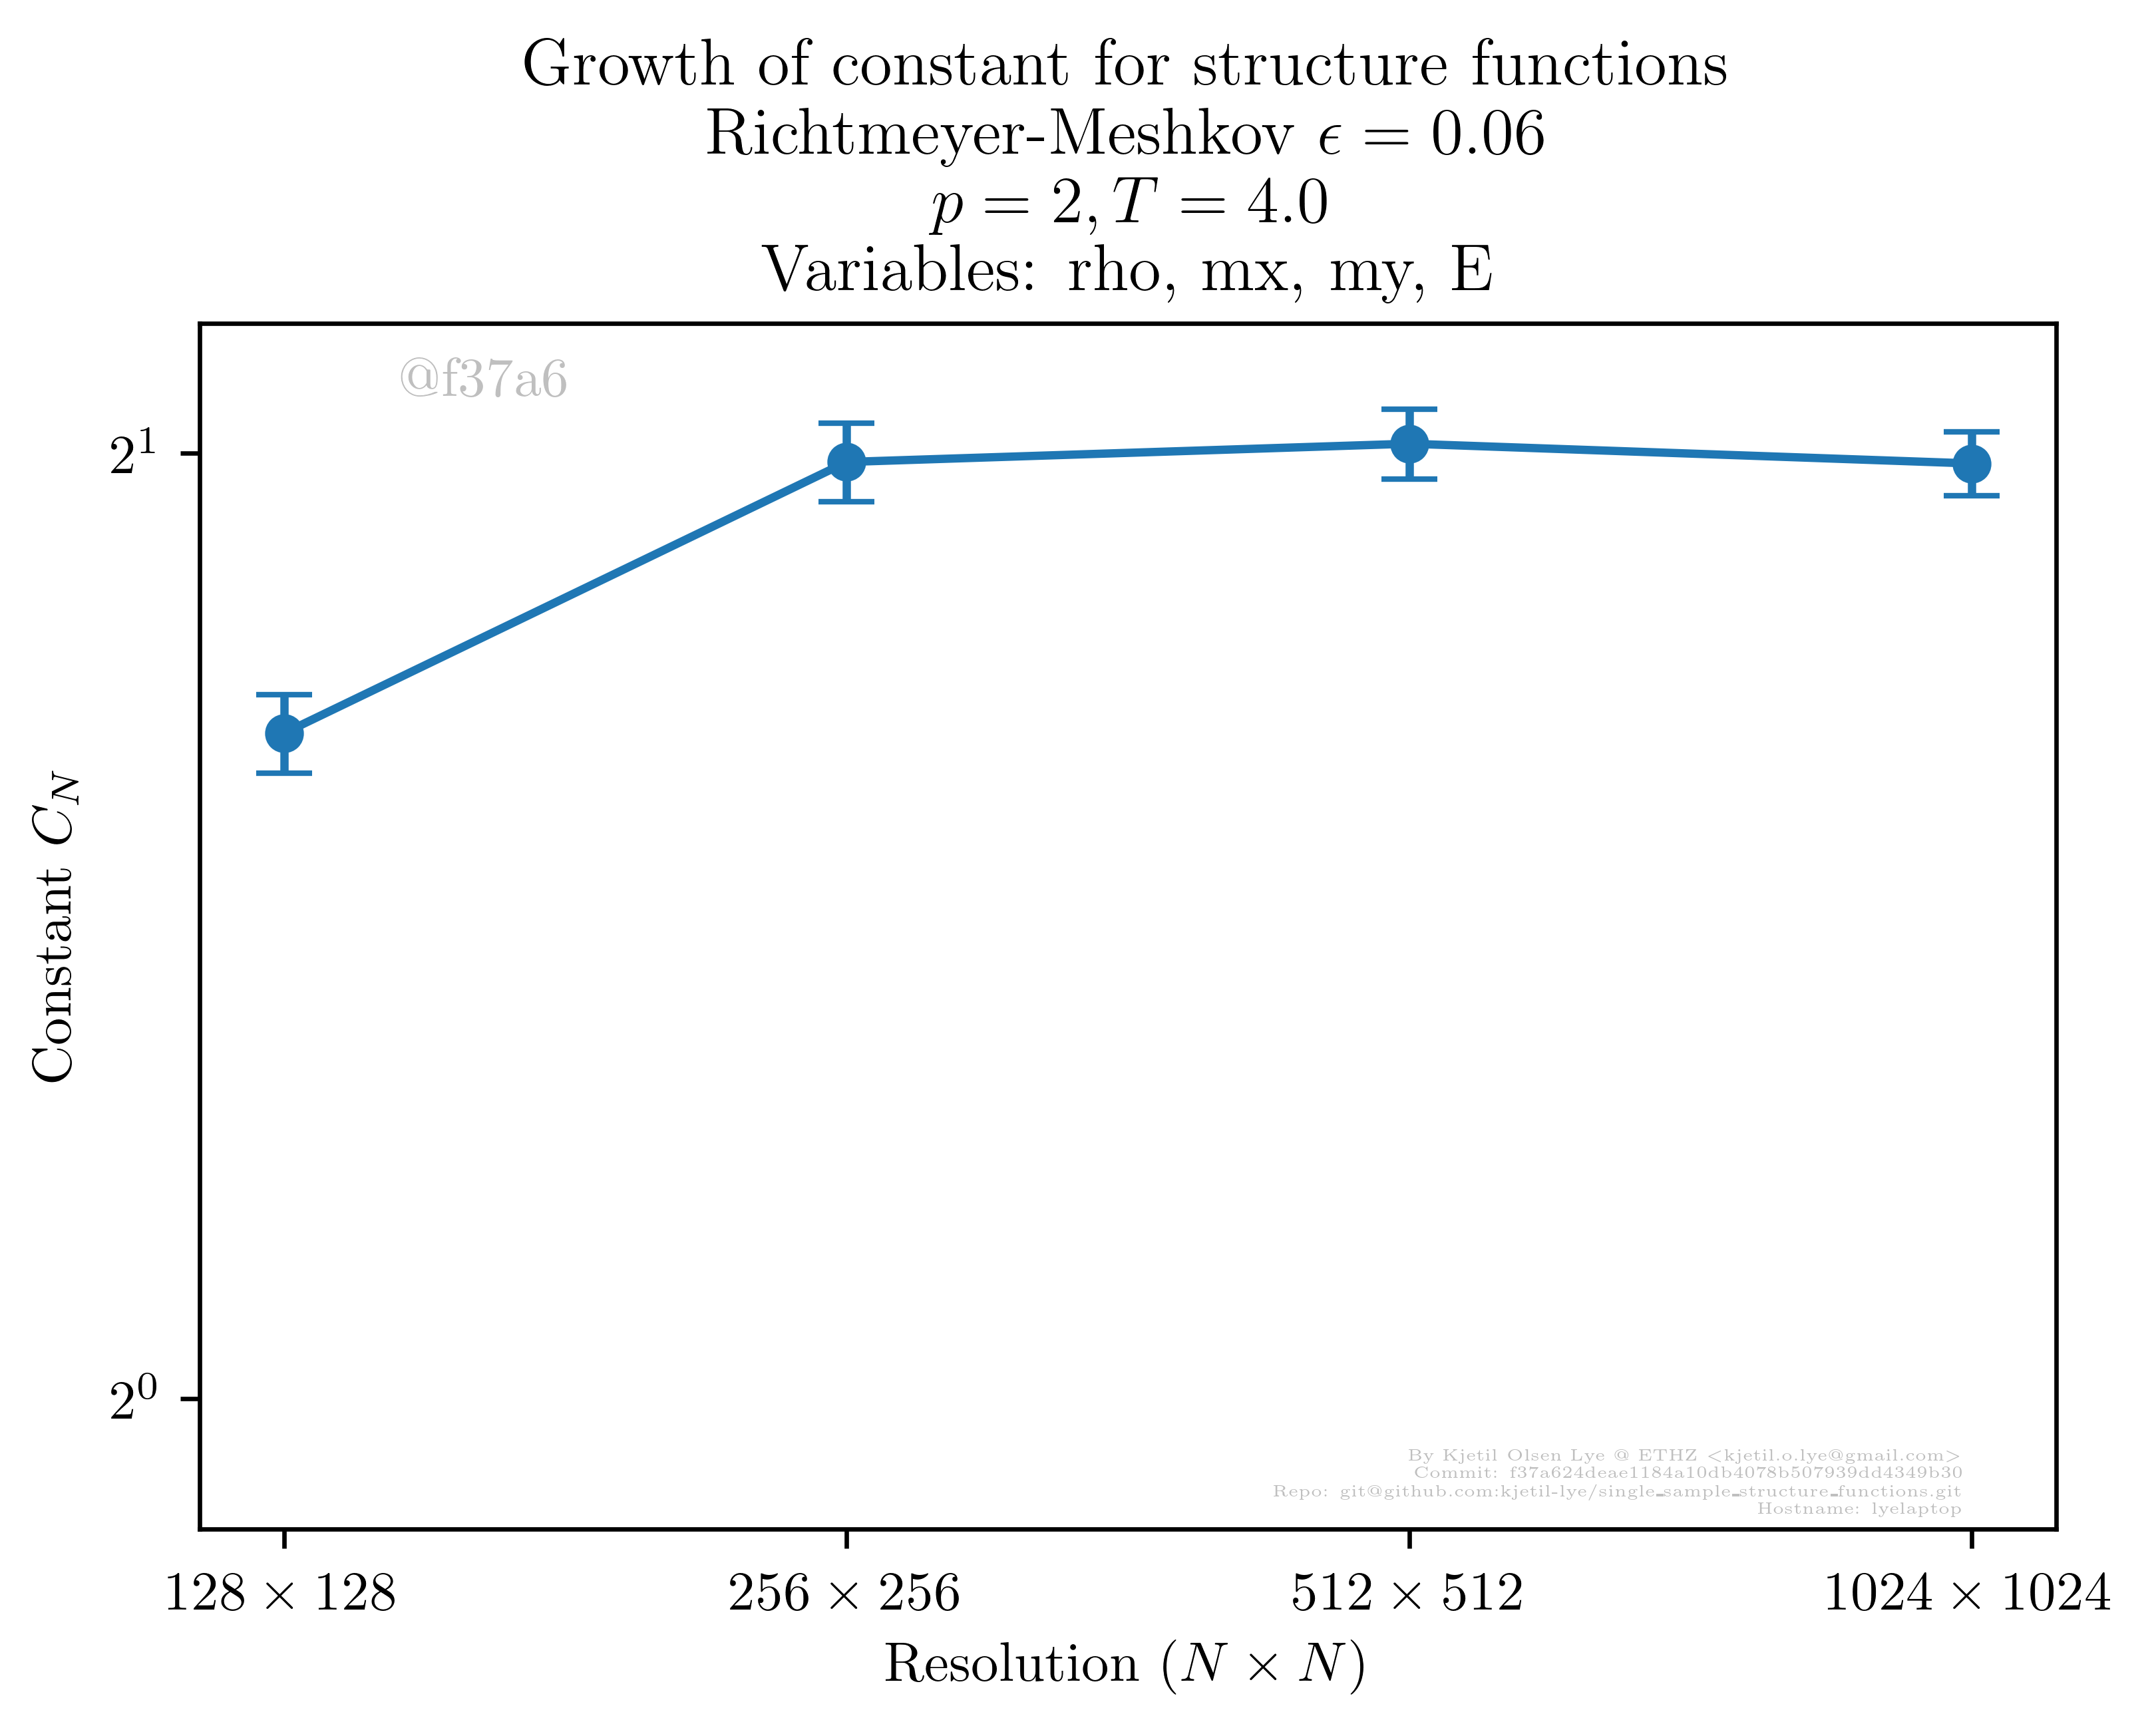 Growth of constant for structure functions
Richtmeyer-Meshkov ϵ = 0.06
p = 2, T = 4.0
Variables: rho, mx, my, E
@f37a6
2¹
Constant C_N
2⁰
By Kjetil Olsen Lye @ ETHZ <kjetil.o.lye@gmail.com>
Commit: f37a624deae1184a10db4078b507939dd4349b30
Repo: git@github.com:kjetil-lye/single_sample_structure_functions.git
Hostname: lyelaptop
128 × 128 256 × 256 512 × 512 1024 × 1024
Resolution (N × N)